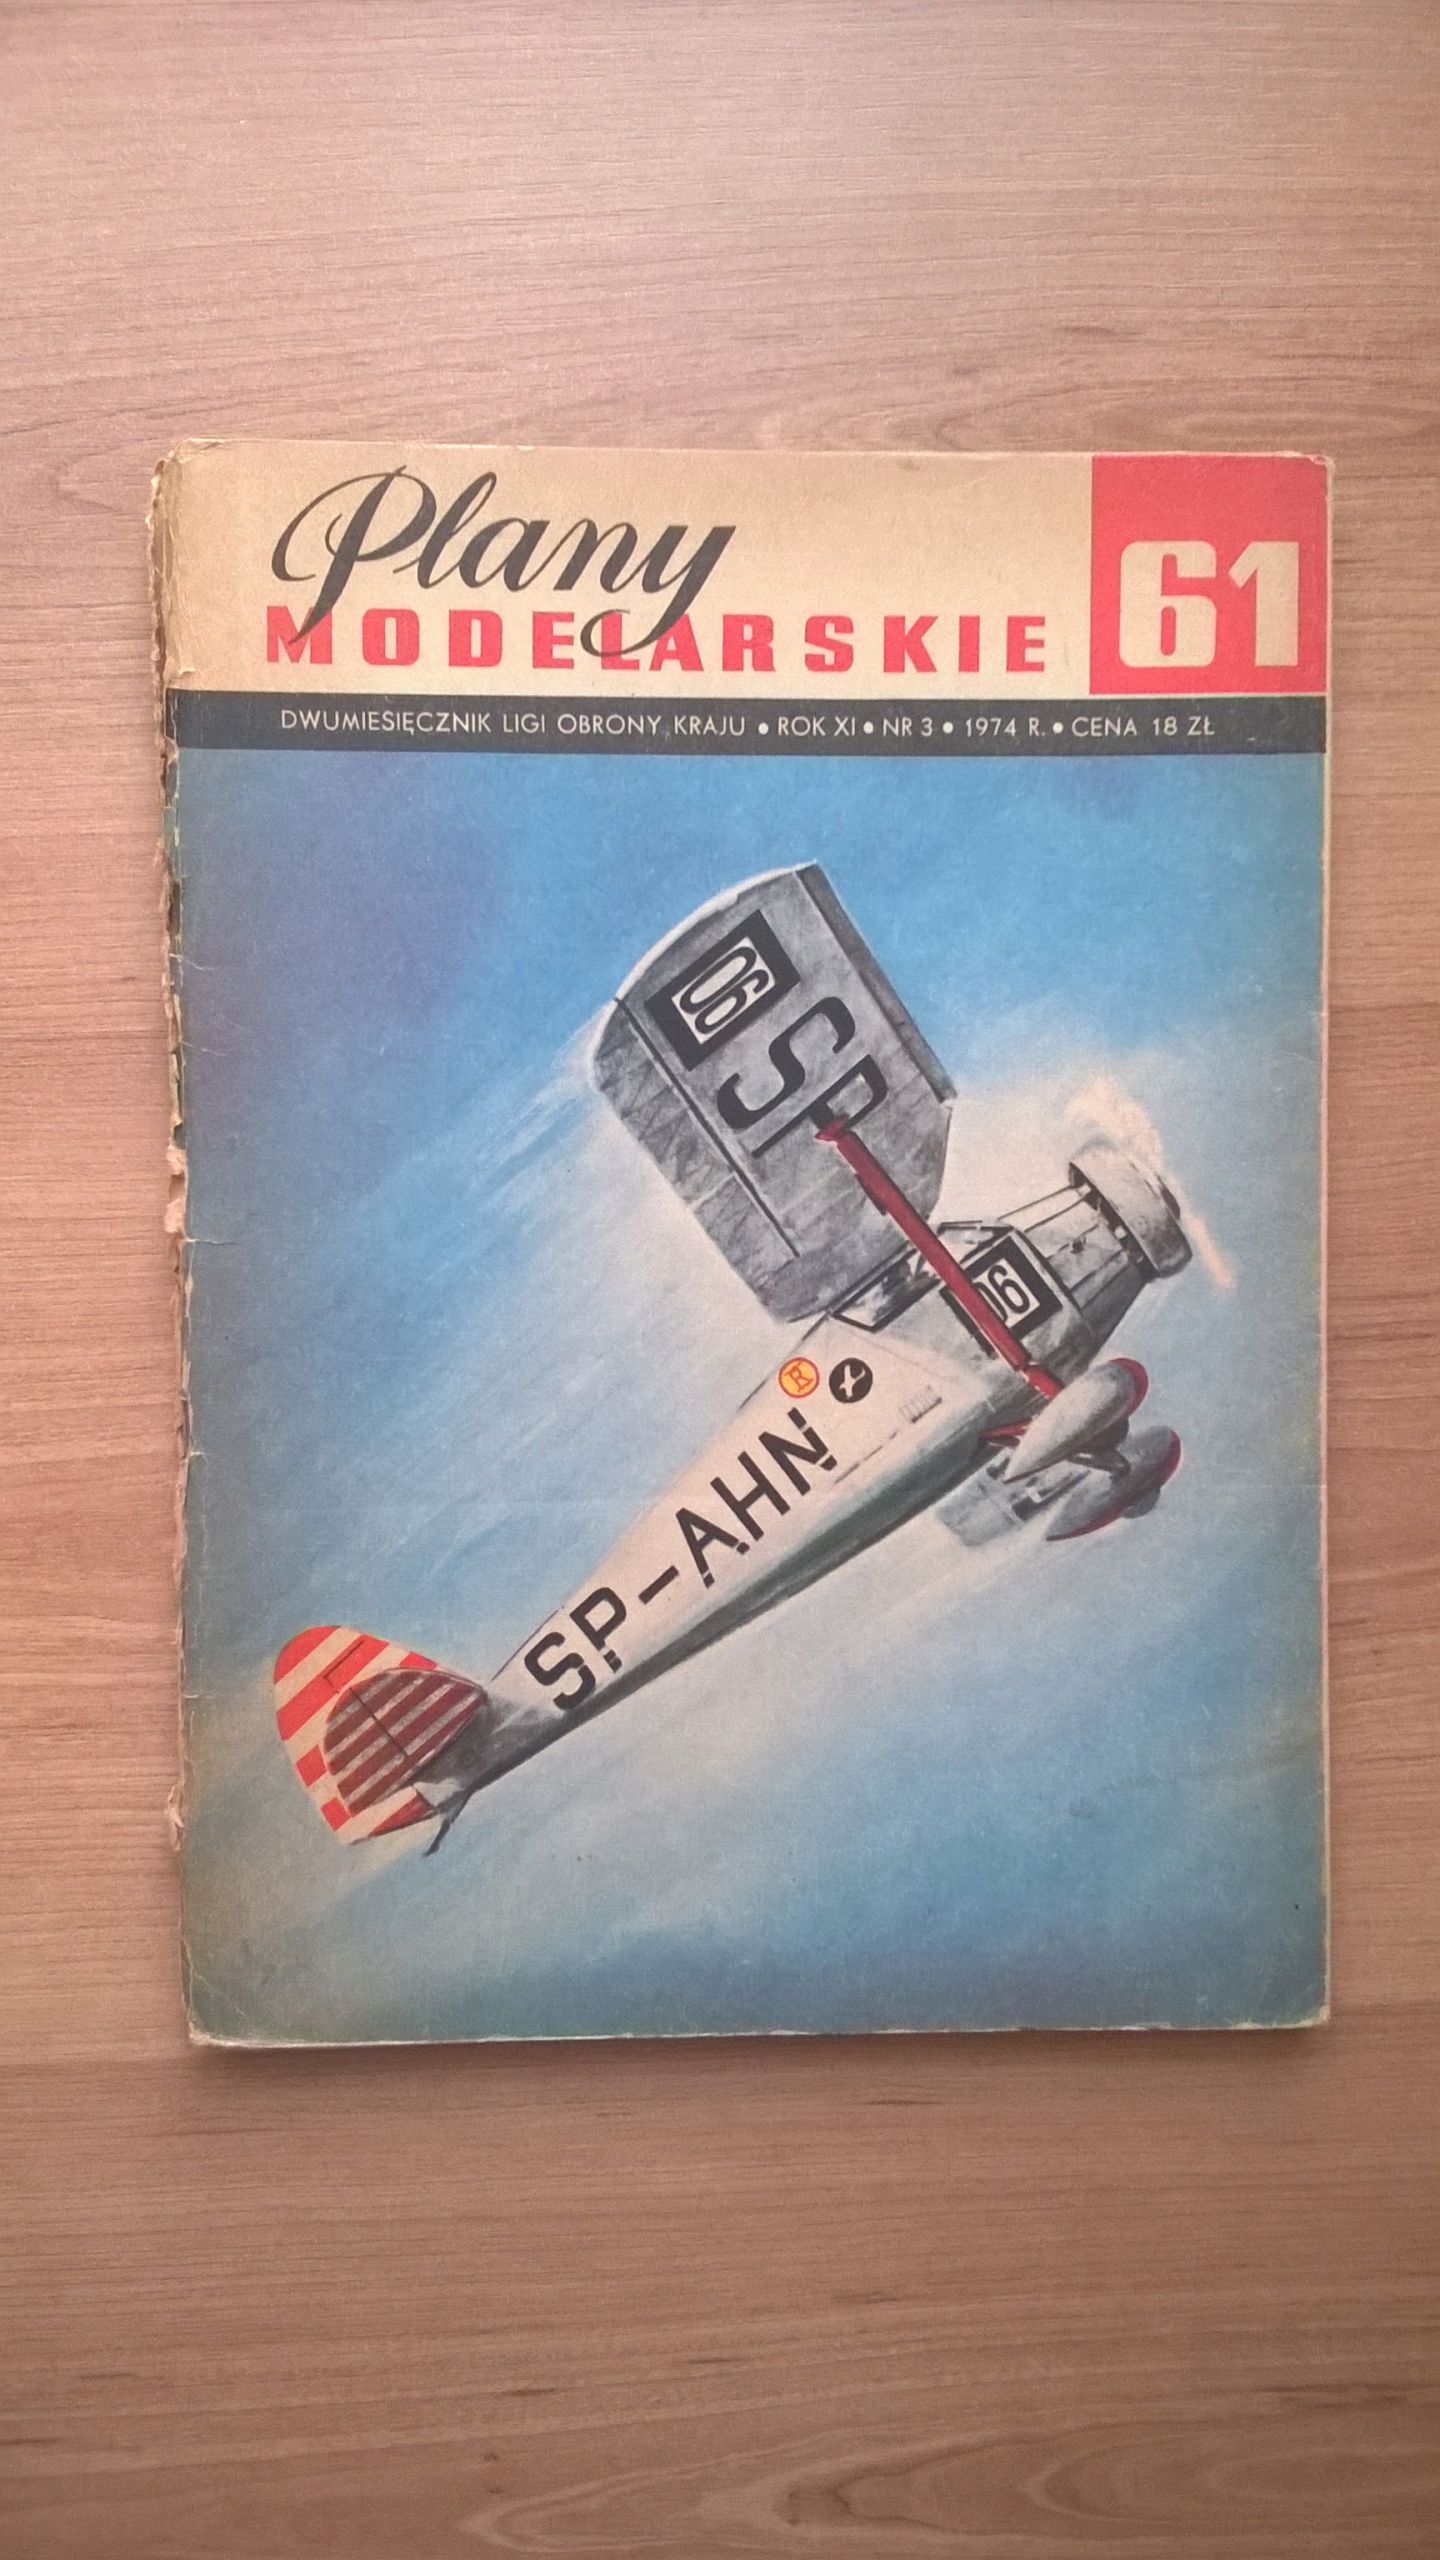 Plany
MODELARSKIE
61
DWUMIESIĘCZNIK LIGI OBRONY KRAJU • ROK XI • NR 3 • 1974 R. • CENA 18 ZŁ
06
SP
06
R
SP-AHN